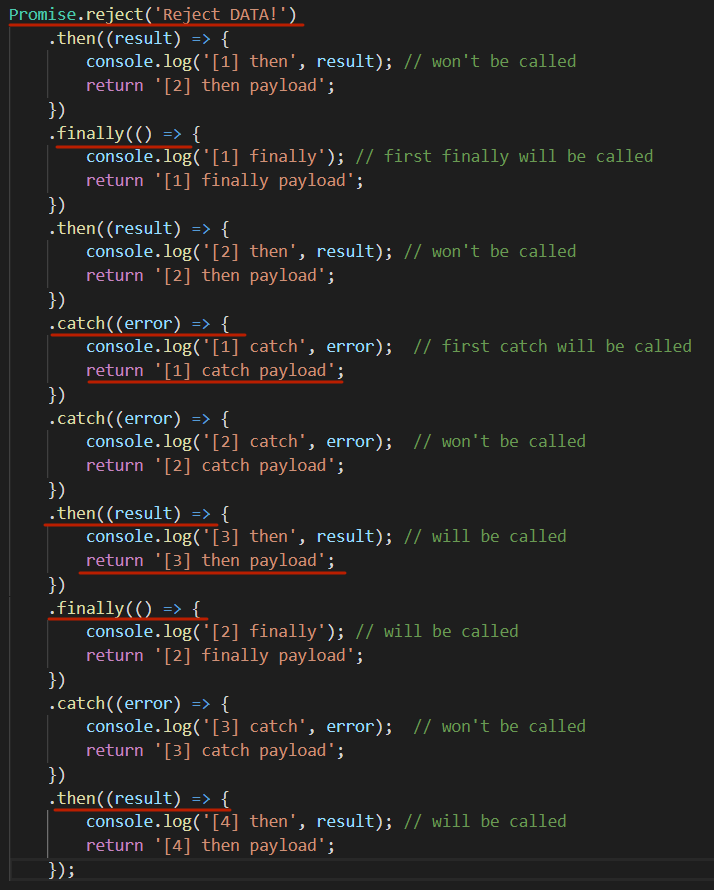 Promise.reject('Reject DATA!')
    .then((result) => {
        console.log('[1] then', result); // won't be called
        return '[2] then payload';
    })
    .finally(() => {
        console.log('[1] finally'); // first finally will be called
        return '[1] finally payload';
    })
    .then((result) => {
        console.log('[2] then', result); // won't be called
        return '[2] then payload';
    })
    .catch((error) => {
        console.log('[1] catch', error);  // first catch will be called
        return '[1] catch payload';
    })
    .catch((error) => {
        console.log('[2] catch', error);  // won't be called
        return '[2] catch payload';
    })
    .then((result) => {
        console.log('[3] then', result); // will be called
        return '[3] then payload';
    })
    .finally(() => {
        console.log('[2] finally'); // will be called
        return '[2] finally payload';
    })
    .catch((error) => {
        console.log('[3] catch', error);  // won't be called
        return '[3] catch payload';
    })
    .then((result) => {
        console.log('[4] then', result); // will be called
        return '[4] then payload';
    });